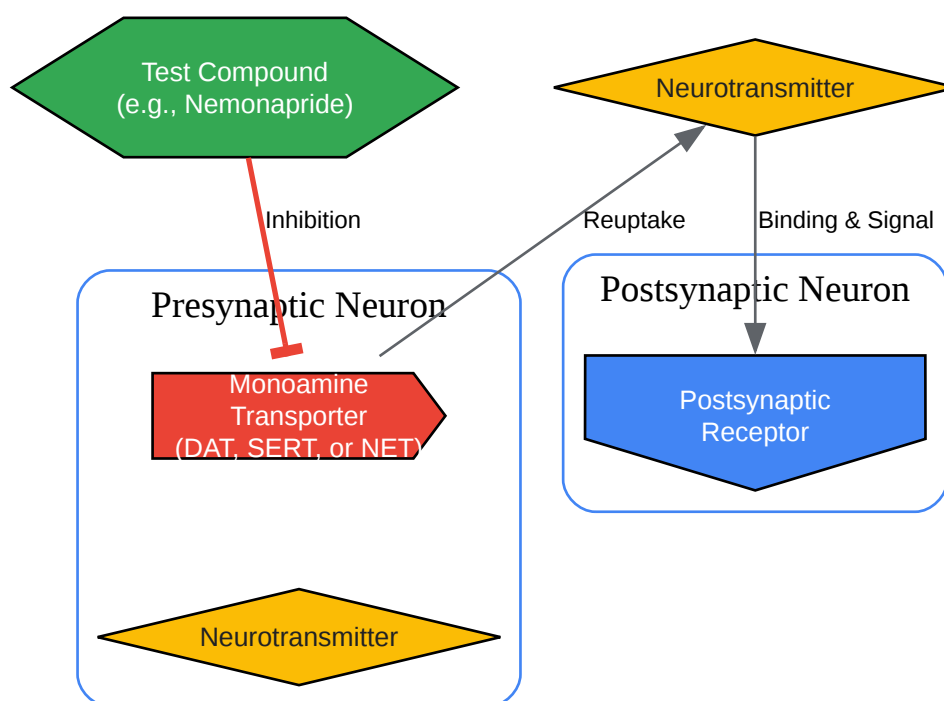 Test Compound
(e.g., Nemonapride)
Neurotransmitter
Inhibition
Reuptake
Binding & Signal
Presynaptic Neuron
Postsynaptic Neuron
Monoamine
Transporter
(DAT, SERT, or NET)
Postsynaptic
Receptor
Neurotransmitter